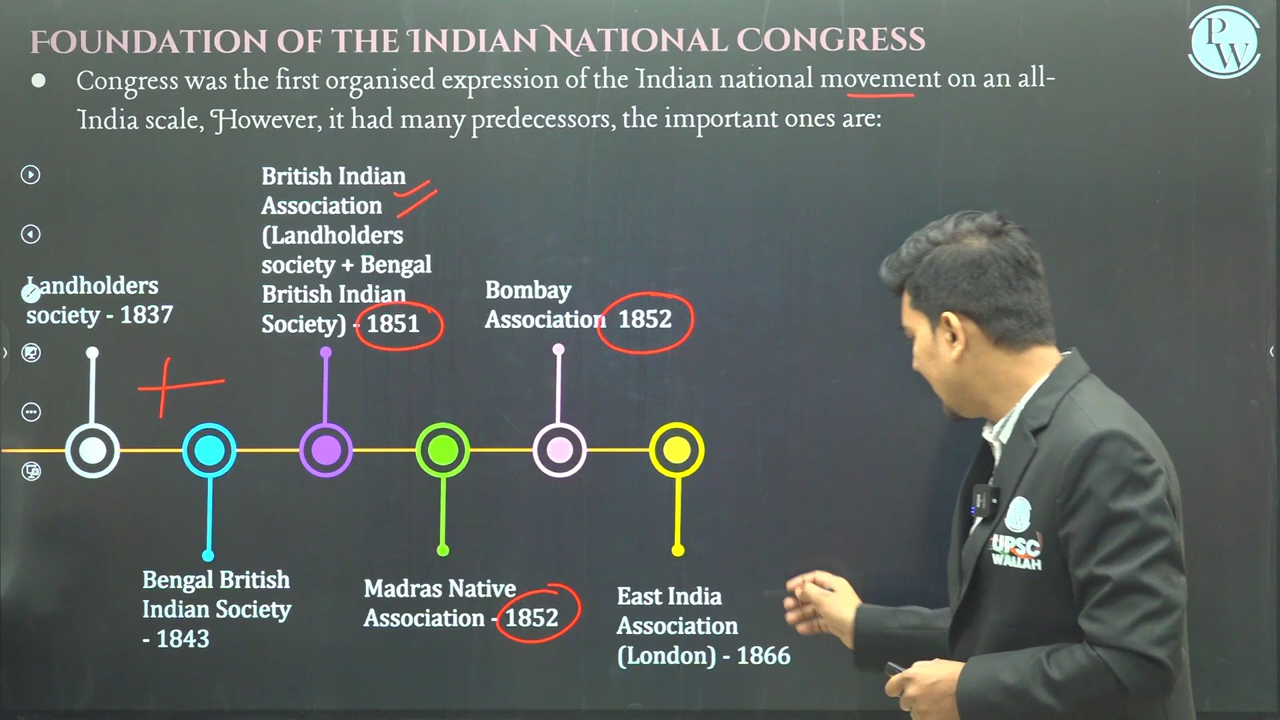 FOUNDATION OF THE INDIAN NATIONAL CONGRESS
PW
Congress was the first organised expression of the Indian national movement on an all-
India scale, However, it had many predecessors, the important ones are:
Landholders
society - 1837
British Indian
Association
(Landholders
society + Bengal
British Indian
Society) - 1851
Bombay
Association 1852
Bengal British
Indian Society
- 1843
Madras Native
Association - 1852
East India
Association
(London) - 1866
UPSC
WALLAH